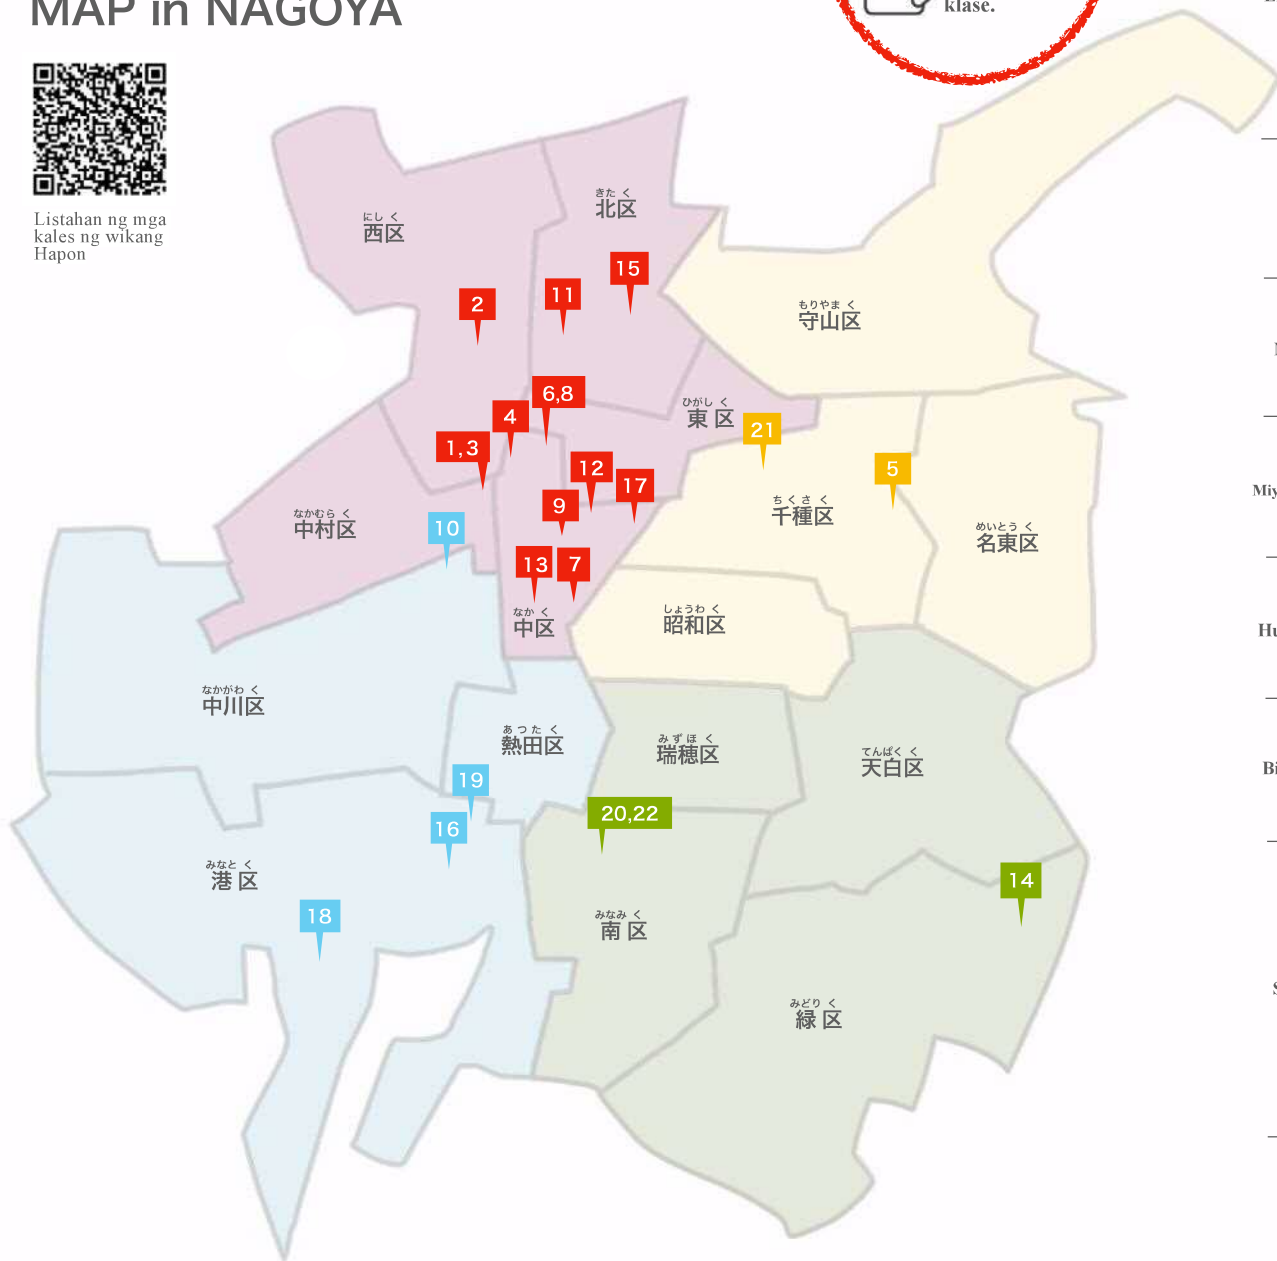 MAP in NAGOYA
klase.
Listahan ng mga
kales ng wikang
Hapon
きた く
北区
にし く
西区
15
11
2
もりやま く
守山区
6,8
4
ひがし く
東 区
21
1,3
12
5
17
9
ちくさ く
千種区
なかむら く
中村区
10
めいとう く
名東区
13
7
なか く
中区
しょうわ く
昭和区
なかがわ く
中川区
あつた く
熱田区
みずほ く
瑞穂区
てんぱく く
天白区
19
20,22
16
みなと く
港 区
14
18
みなみ く
南 区
みどり く
緑 区